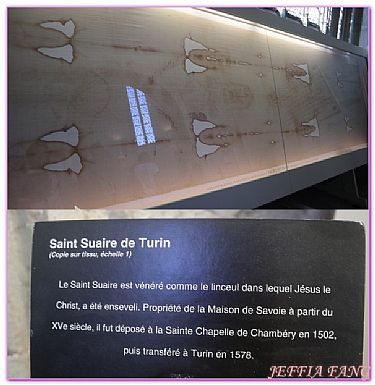 Saint Suaire de Turin
(Copie sur tissu, échelle 1)
Le Saint Suaire est vénéré comme le linceul dans lequel Jésus le
Christ, a été enseveli. Propriété de la Maison de Savoie à partir du
XVe siècle, il fut déposé à la Sainte Chapelle de Chambéry en 1502,
puis transféré à Turin en 1578.
JEFFIA FANG